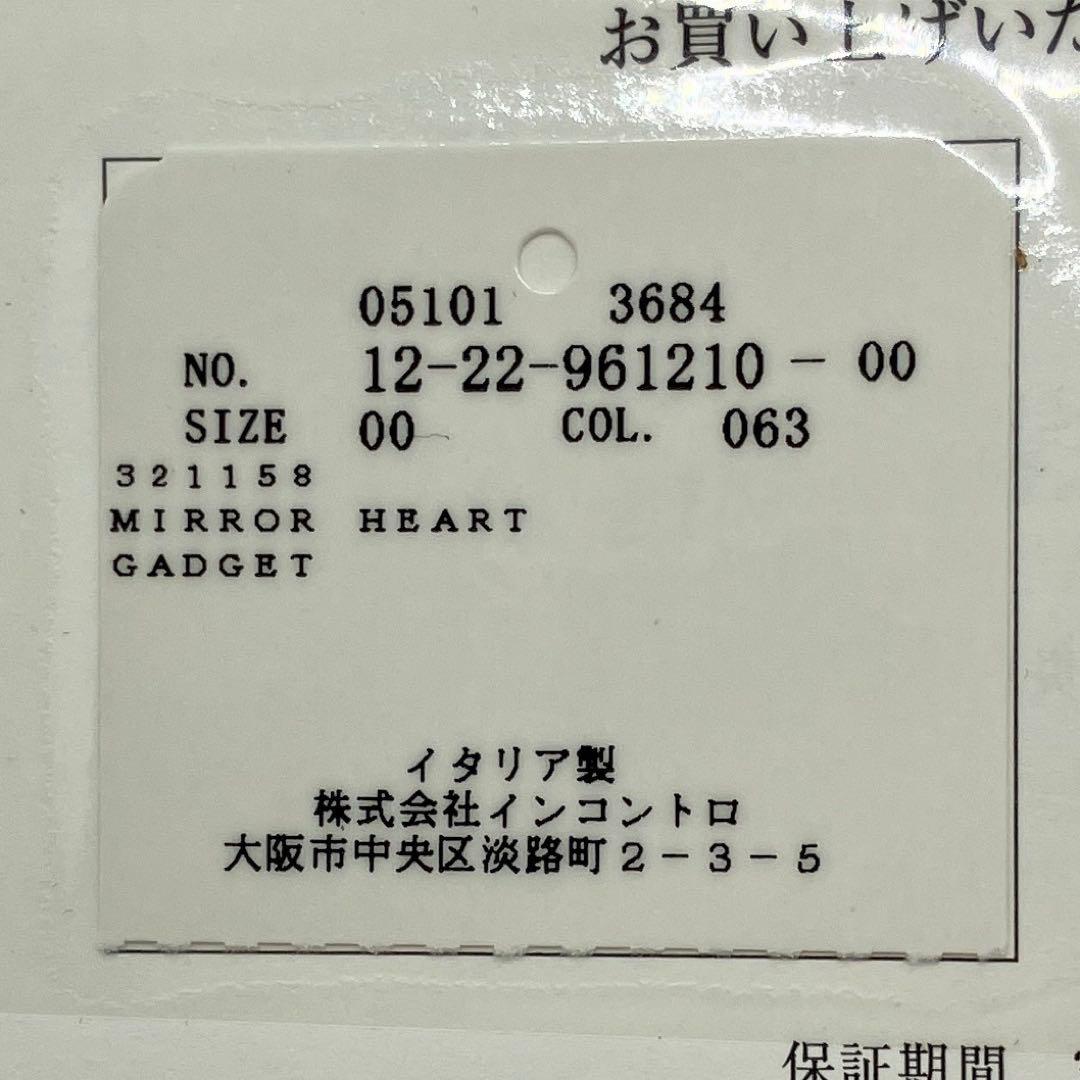 お買い上げいた
05101 3684
NO. 12-22-961210 - 00
SIZE 00 COL. 063
321158
MIRROR HEART
GADGET
イタリア製
株式会社インコントロ
大阪市中央区淡路町2-3-5
保証期間